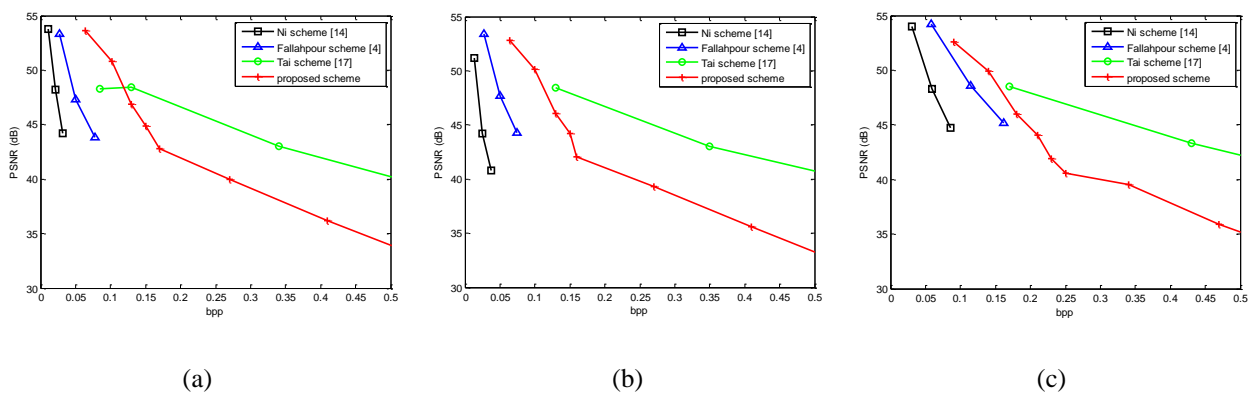 55
50
45
40
35
30
PSNR (dB)
0 0.05 0.1 0.15 0.2 0.25 0.3 0.35 0.4 0.45 0.5
bpp
Ni scheme [14]
Fallahpour scheme [4]
Tai scheme [17]
proposed scheme
(a)
55
50
45
40
35
30
PSNR (dB)
0 0.05 0.1 0.15 0.2 0.25 0.3 0.35 0.4 0.45 0.5
bpp
Ni scheme [14]
Fallahpour scheme [4]
Tai scheme [17]
proposed scheme
(b)
55
50
45
40
35
30
PSNR (dB)
0 0.05 0.1 0.15 0.2 0.25 0.3 0.35 0.4 0.45 0.5
bpp
Ni scheme [14]
Fallahpour scheme [4]
Tai scheme [17]
proposed scheme
(c)